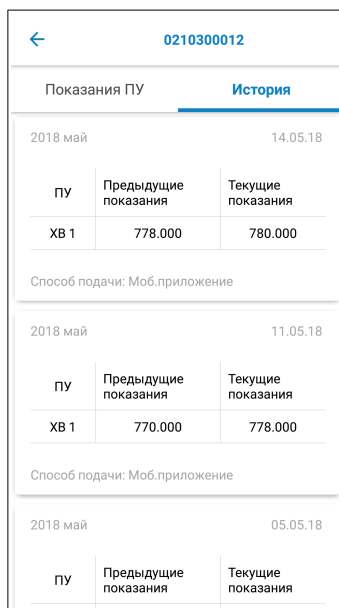 0210300012
Показания ПУ История
2018 май 14.05.18
ПУ Предыдущие показания Текущие показания
ХВ 1 778.000 780.000
Способ подачи: Моб.приложение
2018 май 11.05.18
ПУ Предыдущие показания Текущие показания
ХВ 1 770.000 778.000
Способ подачи: Моб.приложение
2018 май 05.05.18
ПУ Предыдущие показания Текущие показания